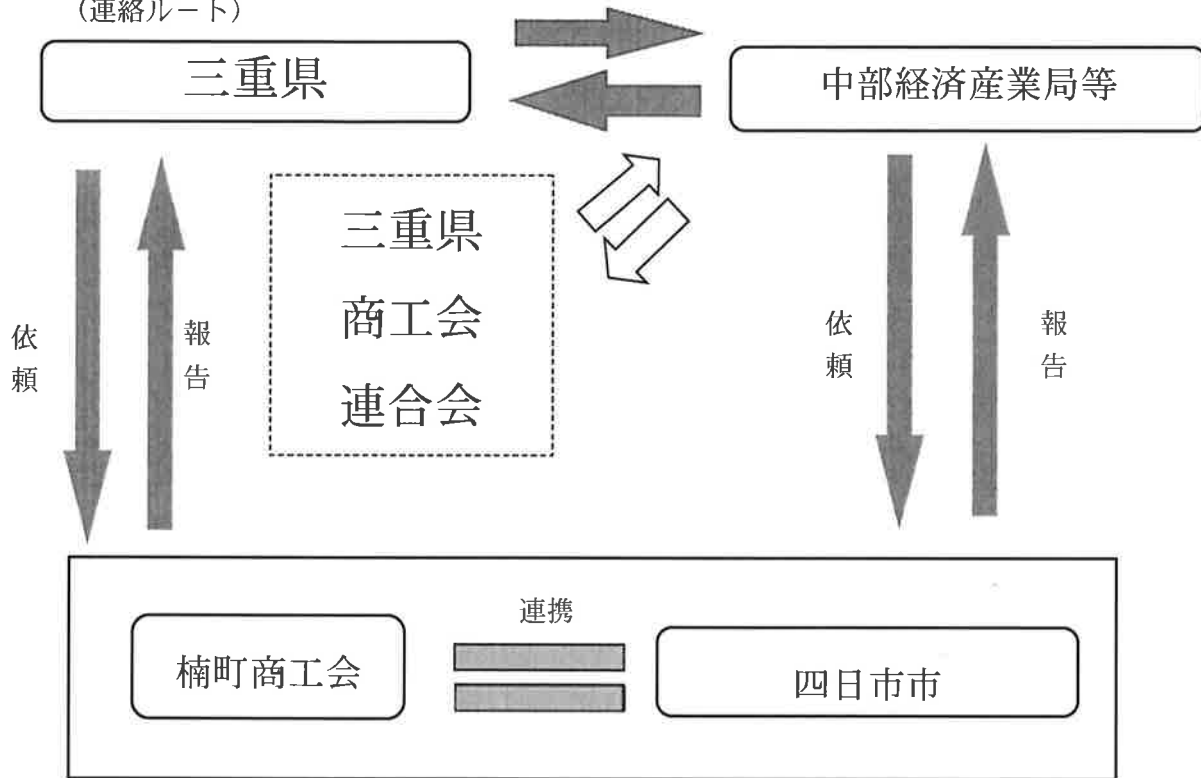 （連絡ルート）
三重県
中部経済産業局等
三重県
商工会
連合会
依頼
報告
依頼
報告
連携
楠町商工会
四日市市